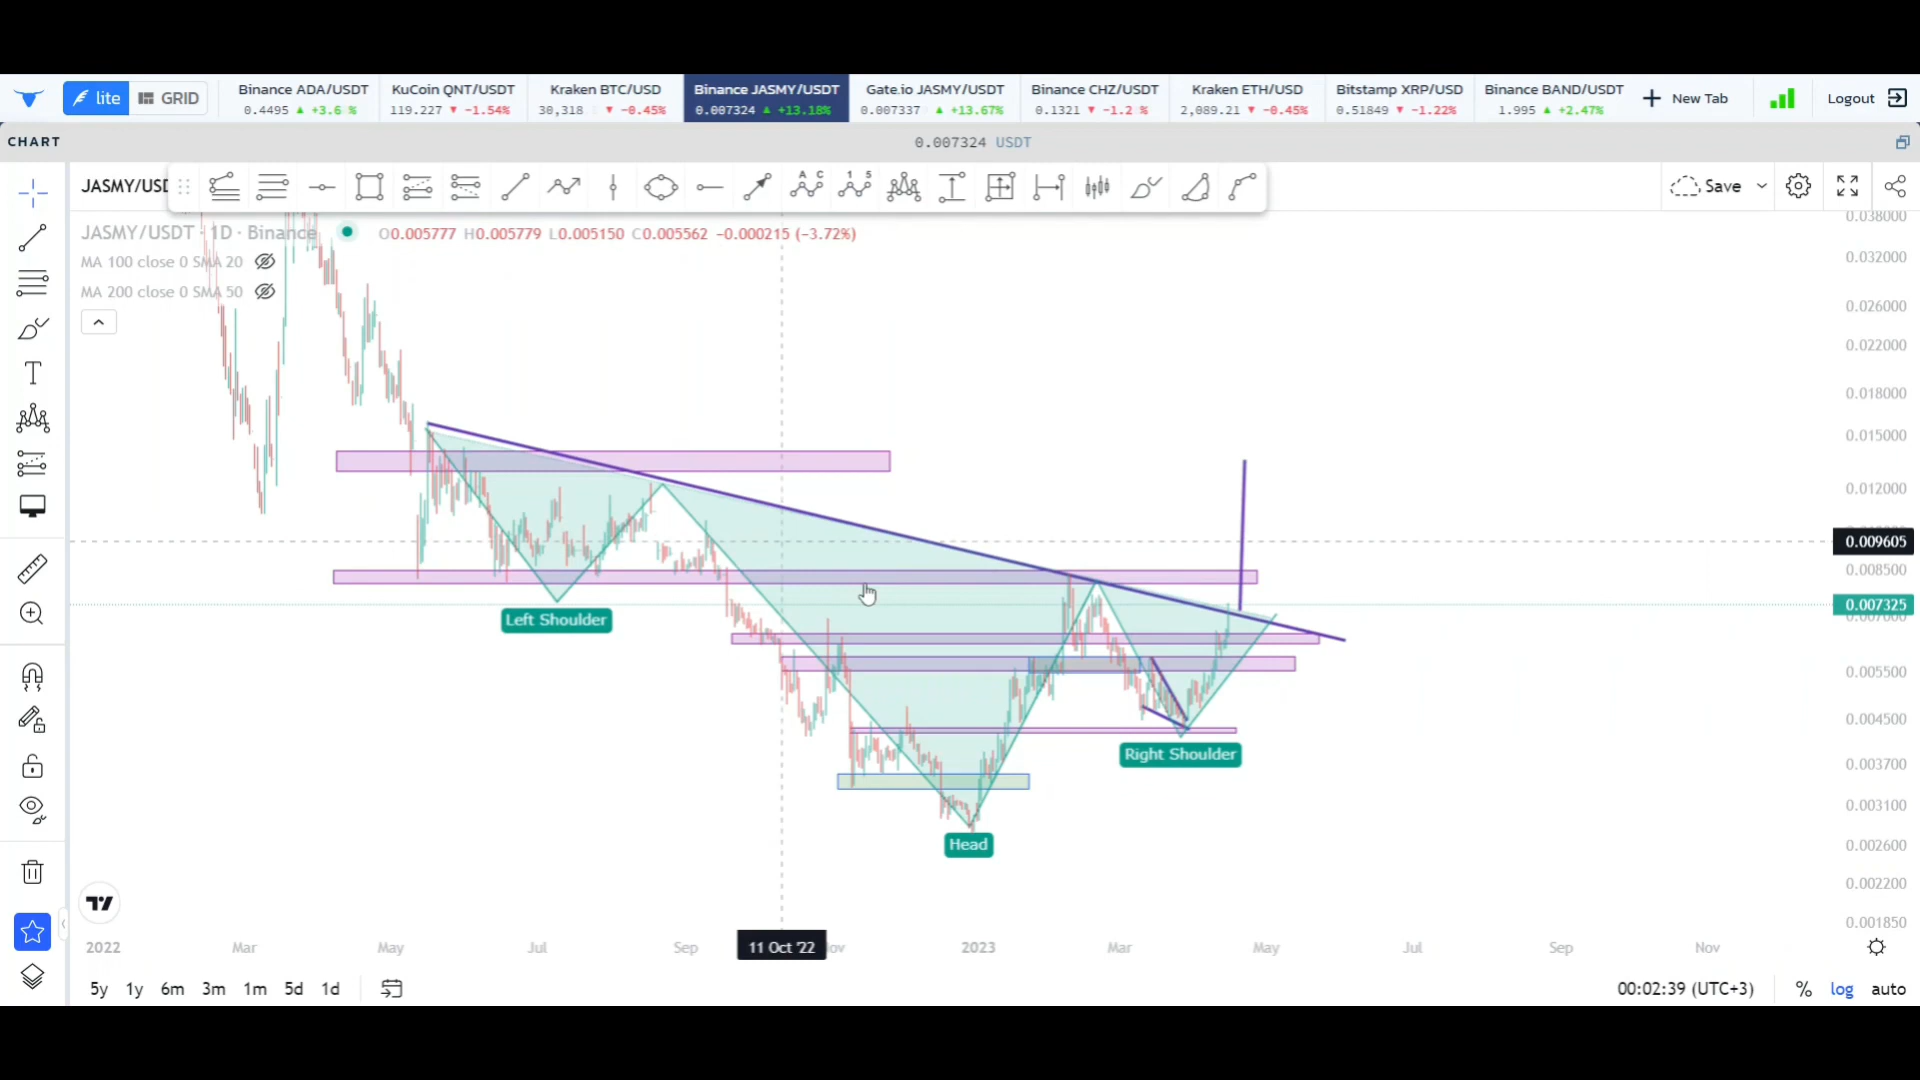 lite
GRID
Binance ADA/USDT
0.4495 ▲ +3.6 %
KuCoin QNT/USDT
119.227 ▼ -1.54%
Kraken BTC/USD
30,318 ▼ -0.45%
Binance JASMY/USDT
0.007324 ▲ +13.18%
Gate.io JASMY/USDT
0.007337 ▲ +13.67%
Binance CHZ/USDT
0.1321 ▼ -1.2 %
Kraken ETH/USD
2,089.21 ▼ -0.45%
Bitstamp XRP/USD
0.51849 ▼ -1.22%
Binance BAND/USDT
1.995 ▲ +2.47%
New Tab
Logout
CHART
0.007324 USDT
JASMY/USD
A C
1 5
Save
JASMY/USDT · 1D · Binance
O0.005777 H0.005779 L0.005150 C0.005562 −0.000215 (−3.72%)
MA 100 close 0 SMA 20
MA 200 close 0 SMA 50
0.038000
0.032000
0.026000
0.022000
0.018000
0.015000
0.012000
0.009605
0.008500
0.007325
0.005500
0.004500
0.003700
0.003100
0.002600
0.002200
0.001850
Left Shoulder
Right Shoulder
Head
2022
Mar
May
Jul
Sep
11 Oct '22
2023
Mar
May
Jul
Sep
Nov
5y 1y 6m 3m 1m 5d 1d
00:02:39 (UTC+3)
% log auto